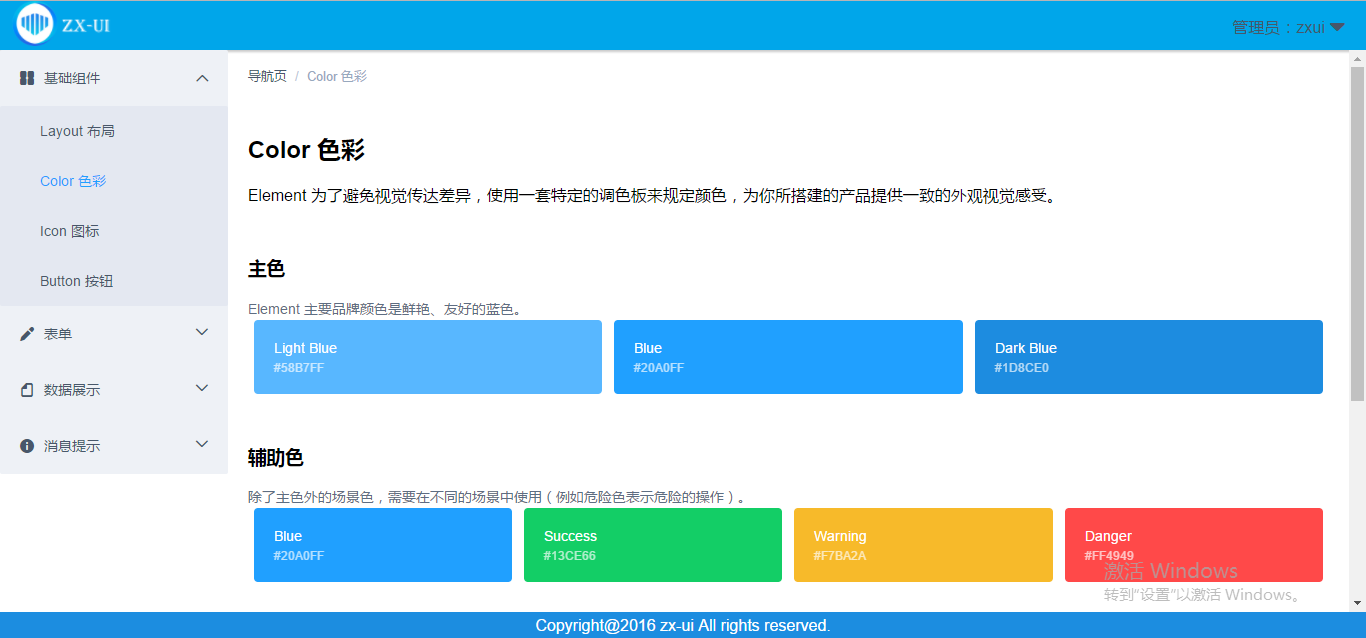 ZX-UI
管理员：zxui
基础组件
Layout 布局
Color 色彩
Icon 图标
Button 按钮
表单
数据展示
消息提示
导航页 / Color 色彩
Color 色彩
Element 为了避免视觉传达差异，使用一套特定的调色板来规定颜色，为你所搭建的产品提供一致的外观视觉感受。
主色
Element 主要品牌颜色是鲜艳、友好的蓝色。
Light Blue
#58B7FF
Blue
#20A0FF
Dark Blue
#1D8CE0
辅助色
除了主色外的场景色，需要在不同的场景中使用（例如危险色表示危险的操作）。
Blue
#20A0FF
Success
#13CE66
Warning
#F7BA2A
Danger
#FF4949
激活 Windows
转到"设置"以激活 Windows。
Copyright@2016 zx-ui All rights reserved.